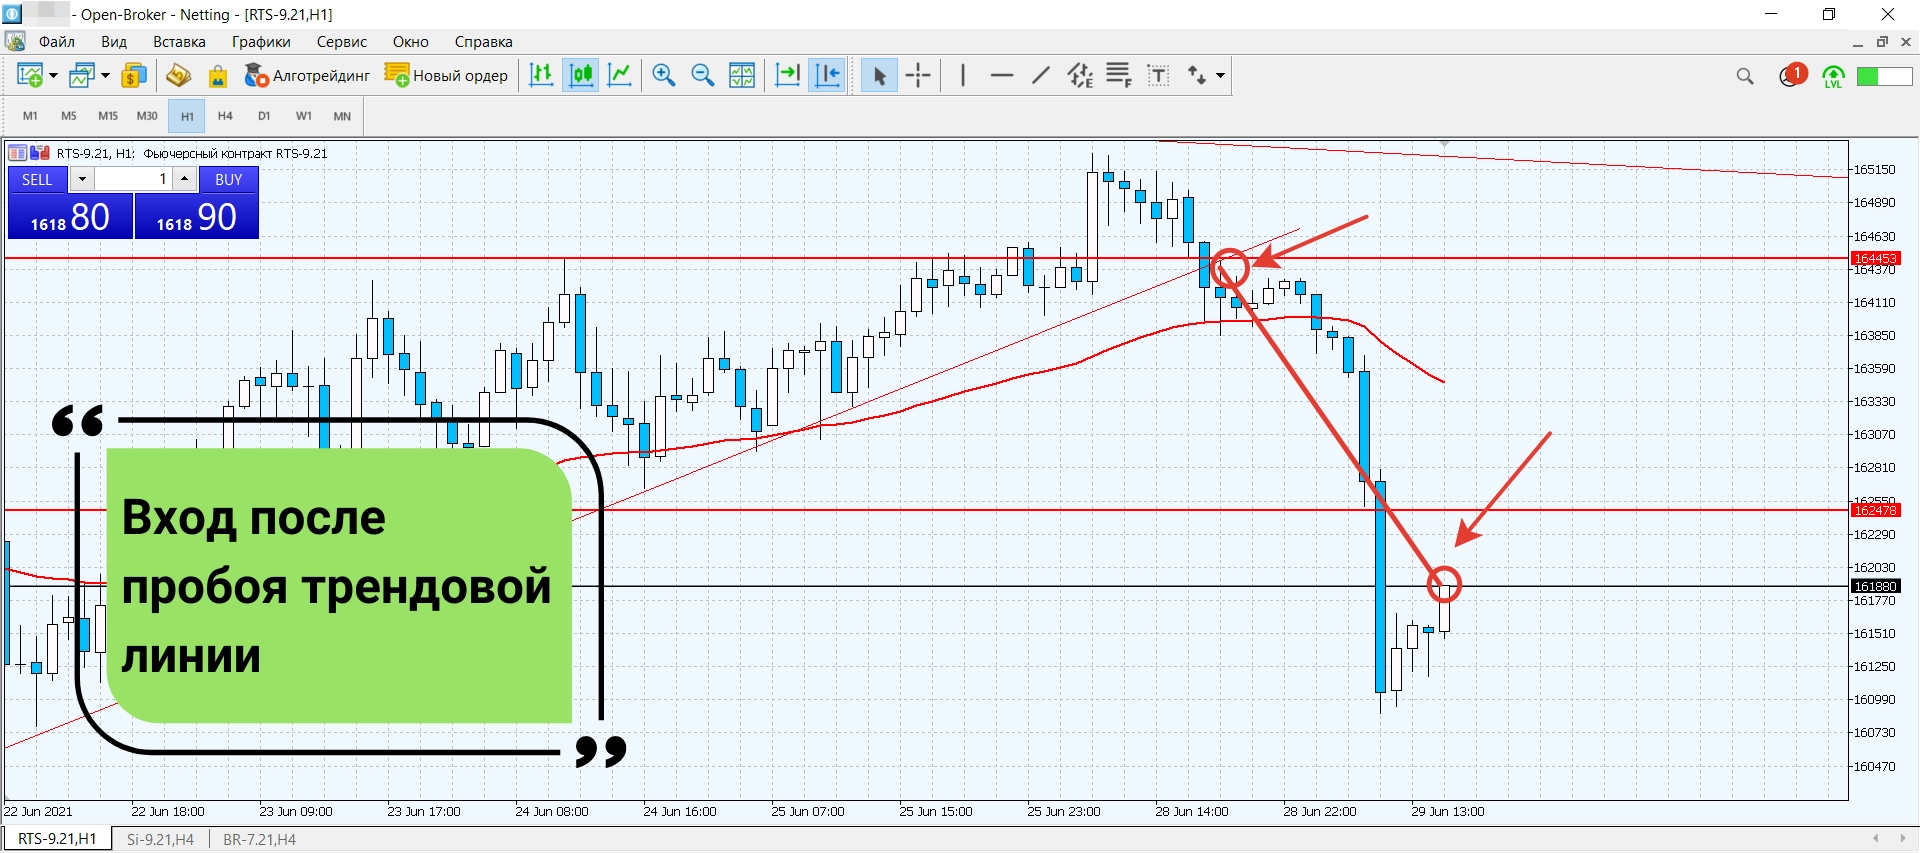 - Open-Broker - Netting - [RTS-9.21,H1]
Файл Вид Вставка Графики Сервис Окно Справка
Алготрейдинг Новый ордер
1
LVL
M1 M5 M15 M30 H1 H4 D1 W1 MN
RTS-9.21, H1: Фьючерсный контракт RTS-9.21
SELL 1 BUY
1618 80 1618 90
165150
164890
164630
164453
164370
164110
163850
163590
163330
163070
162810
162550
162478
162290
162030
161880
161770
161510
161250
160990
160730
160470
“
Вход после
пробоя трендовой
линии
”
22 Jun 2021 22 Jun 18:00 23 Jun 09:00 23 Jun 17:00 24 Jun 08:00 24 Jun 16:00 25 Jun 07:00 25 Jun 15:00 25 Jun 23:00 28 Jun 14:00 28 Jun 22:00 29 Jun 13:00
RTS-9.21,H1 Si-9.21,H4 BR-7.21,H4